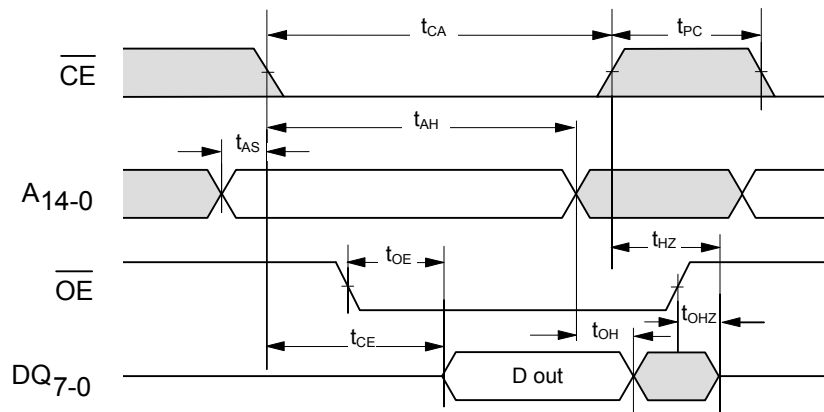 tCA
tPC
CE
tAH
tAS
A14-0
tHZ
tOE
OE
tOHZ
tOH
tCE
DQ7-0
D out